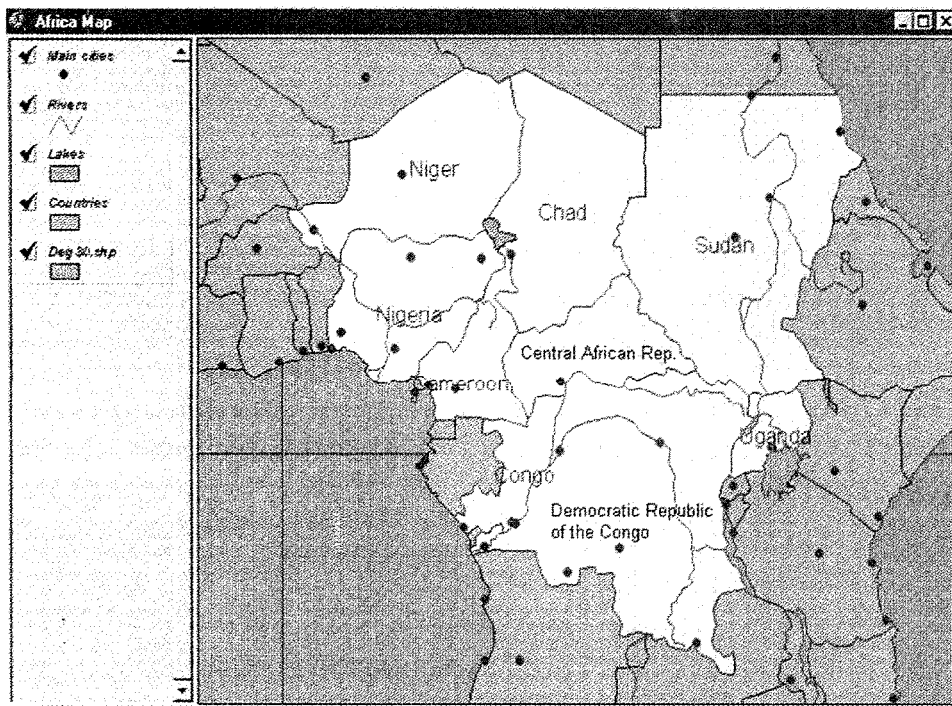 Africa Map
Main cities
Rivers
Lakes
Countries
Deg30.shp
Niger
Chad
Sudan
Nigeria
Central African Rep.
Cameroon
Uganda
Congo
Democratic Republic
of the Congo